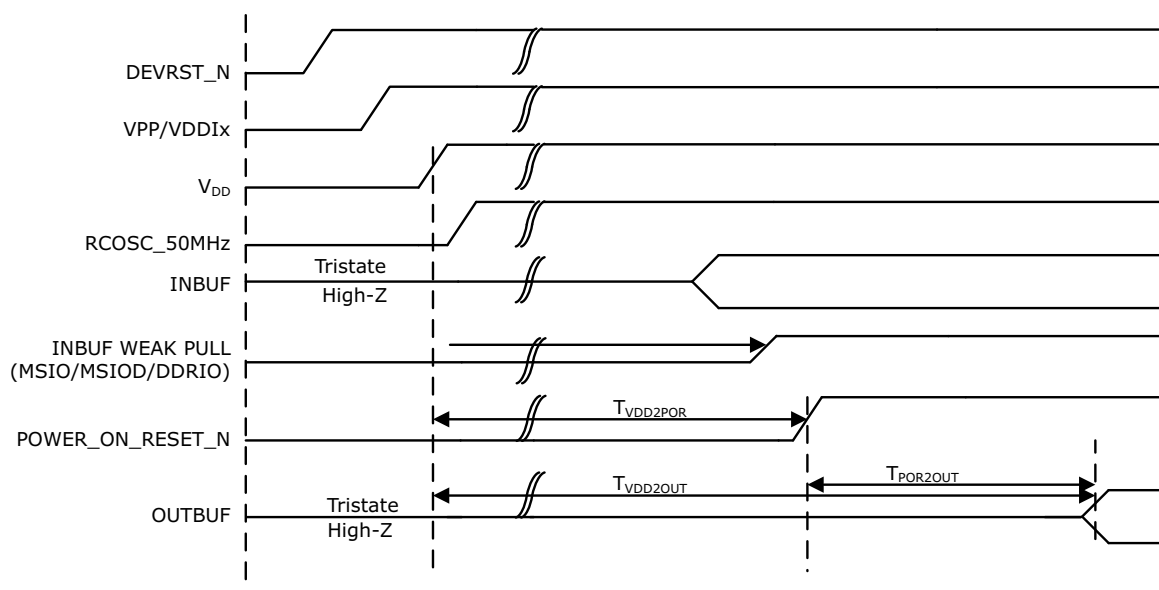 DEVRST_N
VPP/VDDIx
VDD
RCOSC_50MHz
Tristate
INBUF
High-Z
INBUF WEAK PULL
(MSIO/MSIOD/DDRIO)
TVDD2POR
POWER_ON_RESET_N
TPOR2OUT
TVDD2OUT
Tristate
OUTBUF
High-Z